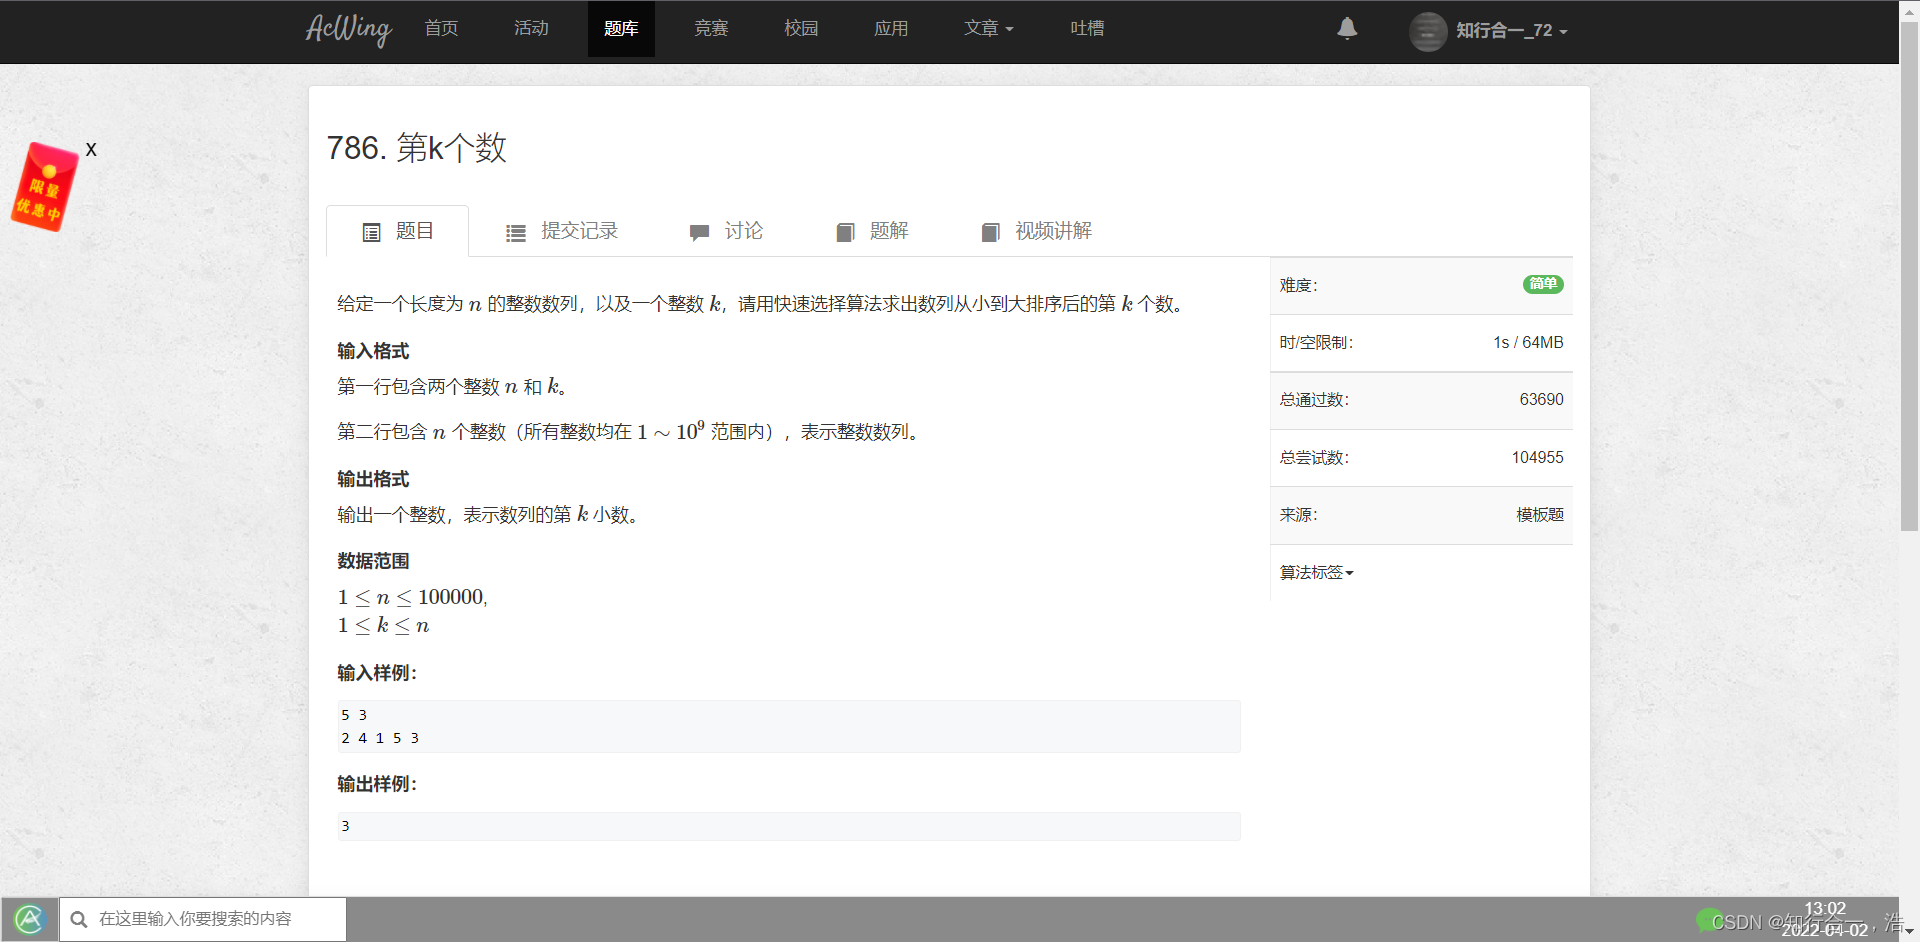 AcWing 首页 活动 题库 竞赛 校园 应用 文章 吐槽 知行合一_72
786. 第k个数
x
限量
优惠中
题目 提交记录 讨论 题解 视频讲解
给定一个长度为 n 的整数数列，以及一个整数 k，请用快速选择算法求出数列从小到大排序后的第 k 个数。
输入格式
第一行包含两个整数 n 和 k。
第二行包含 n 个整数（所有整数均在 1 ∼ 10⁹ 范围内），表示整数数列。
输出格式
输出一个整数，表示数列的第 k 小数。
数据范围
1 ≤ n ≤ 100000,
1 ≤ k ≤ n
输入样例：
5 3
2 4 1 5 3
输出样例：
3
难度： 简单
时/空限制： 1s / 64MB
总通过数： 63690
总尝试数： 104955
来源： 模板题
算法标签
在这里输入你要搜索的内容
13:02
2022-04-02
CSDN @知行合一，浩